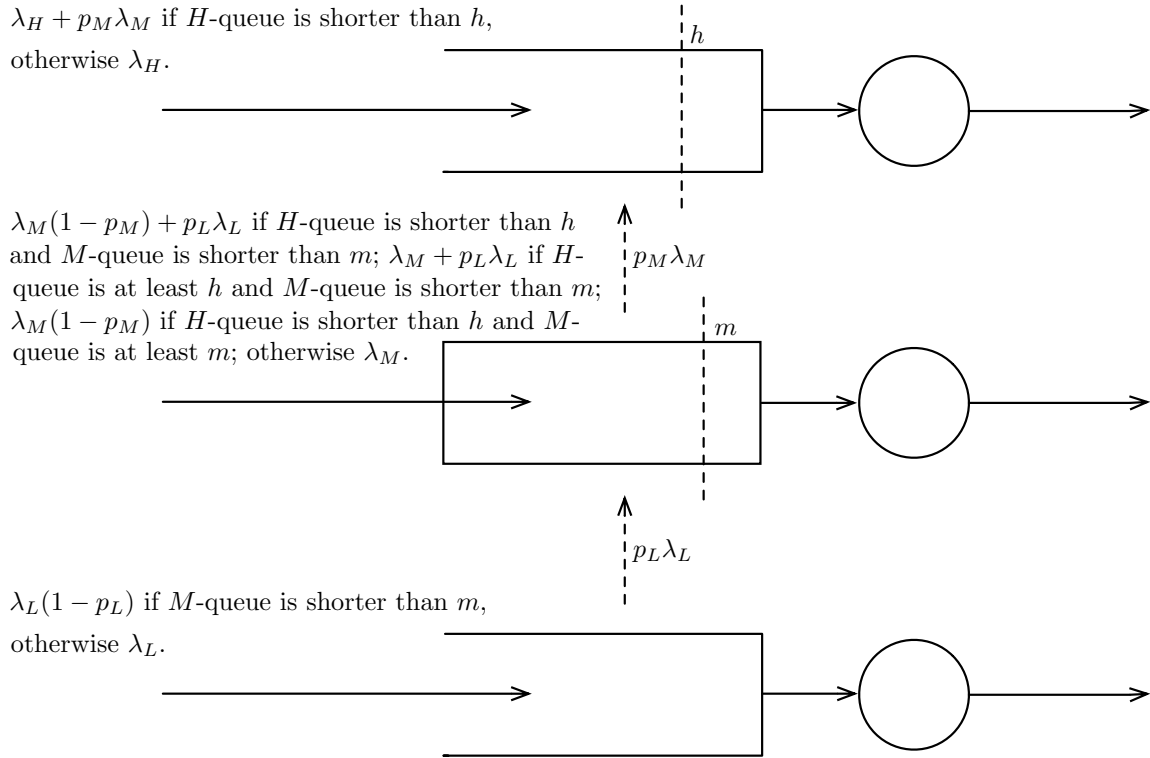 λ_H + p_Mλ_M if H-queue is shorter than h,
otherwise λ_H.
h
λ_M(1 − p_M) + p_Lλ_L if H-queue is shorter than h
and M-queue is shorter than m; λ_M + p_Lλ_L if H-
queue is at least h and M-queue is shorter than m;
λ_M(1 − p_M) if H-queue is shorter than h and M-
queue is at least m; otherwise λ_M.
p_Mλ_M
m
p_Lλ_L
λ_L(1 − p_L) if M-queue is shorter than m,
otherwise λ_L.